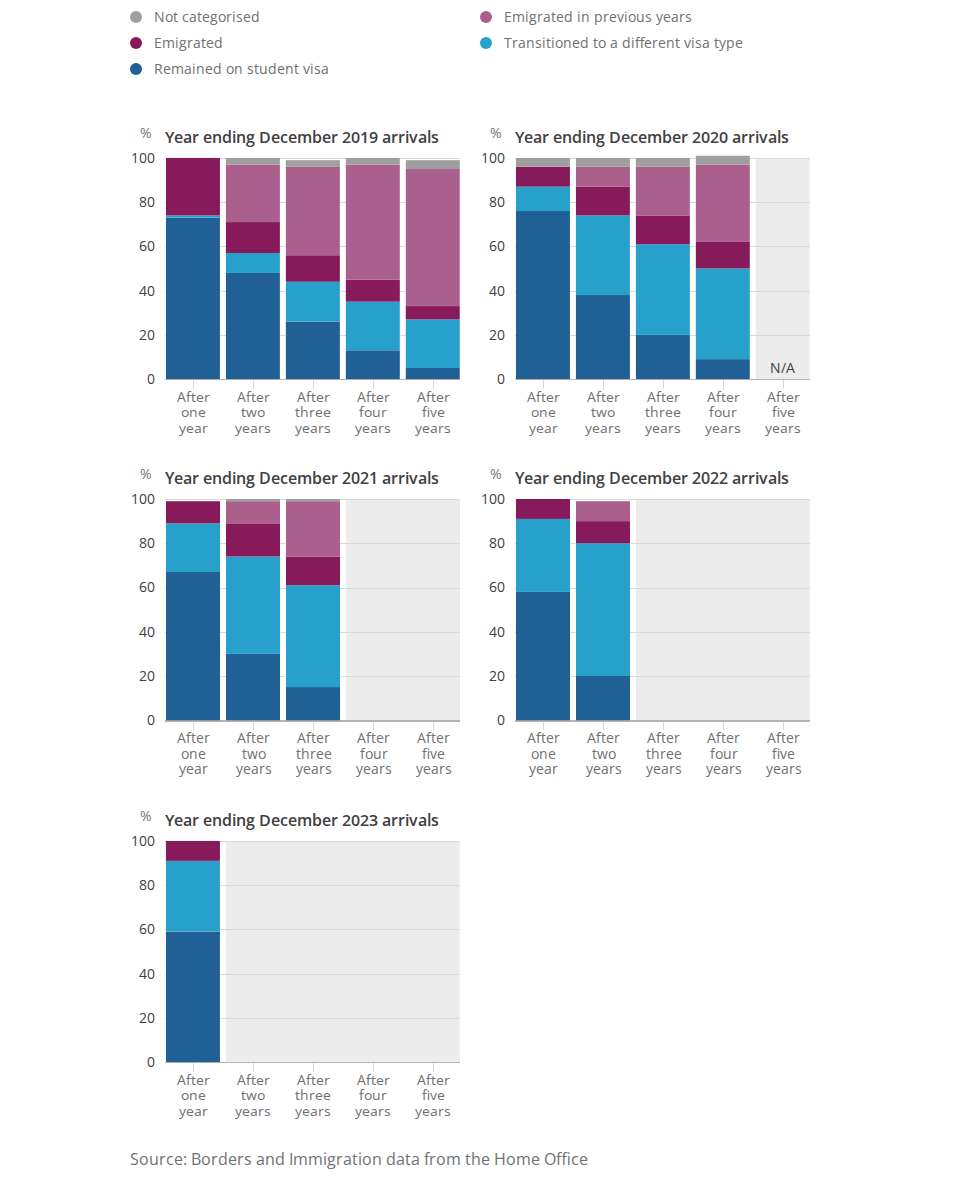 Not categorised
Emigrated in previous years
Emigrated
Transitioned to a different visa type
Remained on student visa
% Year ending December 2019 arrivals
100
80
60
40
20
0
After one year
After two years
After three years
After four years
After five years
% Year ending December 2020 arrivals
100
80
60
40
20
0
N/A
After one year
After two years
After three years
After four years
After five years
% Year ending December 2021 arrivals
100
80
60
40
20
0
After one year
After two years
After three years
After four years
After five years
% Year ending December 2022 arrivals
100
80
60
40
20
0
After one year
After two years
After three years
After four years
After five years
% Year ending December 2023 arrivals
100
80
60
40
20
0
After one year
After two years
After three years
After four years
After five years
Source: Borders and Immigration data from the Home Office